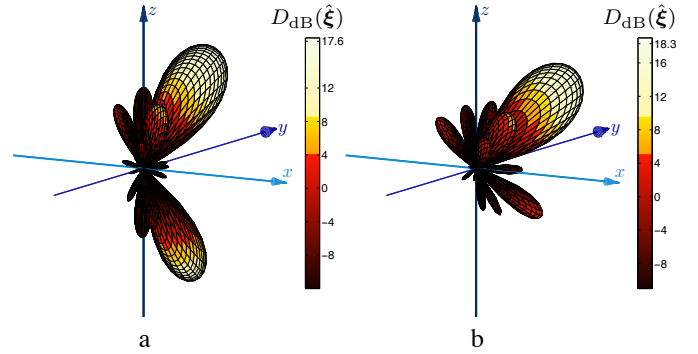 D_dB(ξ̂) D_dB(ξ̂)
z 17.6 z 18.3
16
12 12
8 8
y y
4 4
0 0
x x
−4 −4
−8 −8
a b